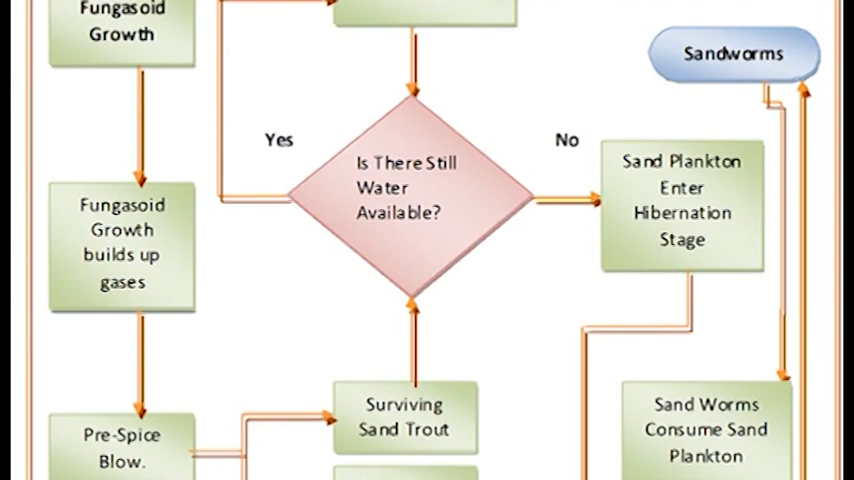 Fungasoid
Growth
Sandworms
Yes
No
Is There Still
Water
Available?
Sand Plankton
Enter
Hibernation
Stage
Fungasoid
Growth
builds up
gases
Surviving
Sand Trout
Sand Worms
Consume Sand
Plankton
Pre-Spice
Blow.